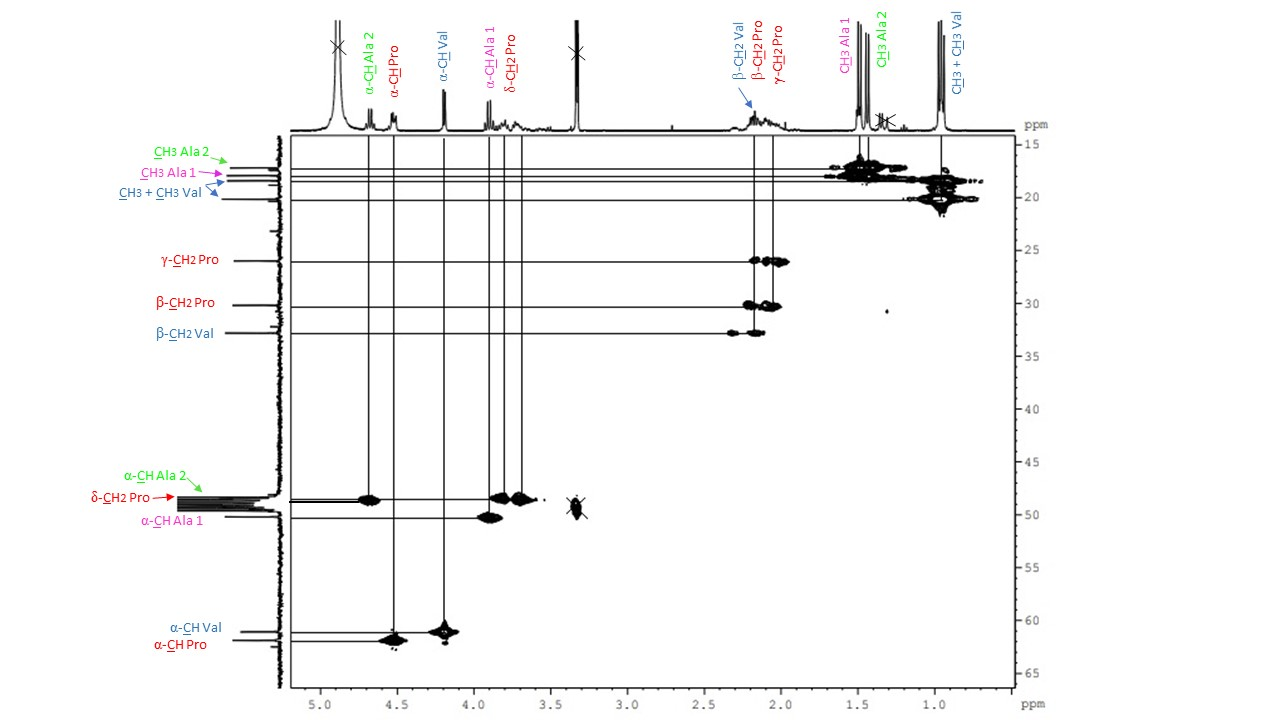 α-CH Ala 2
α-CH Pro
α-CH Val
α-CH Ala 1
δ-CH2 Pro
β-CH2 Val
β-CH2 Pro
γ-CH2 Pro
CH3 Ala 1
CH3 Ala 2
CH3 + CH3 Val
ppm
CH3 Ala 2
CH3 Ala 1
CH3 + CH3 Val
γ-CH2 Pro
β-CH2 Pro
β-CH2 Val
α-CH Ala 2
δ-CH2 Pro
α-CH Ala 1
α-CH Val
α-CH Pro
15
20
25
30
35
40
45
50
55
60
65
5.0 4.5 4.0 3.5 3.0 2.5 2.0 1.5 1.0 ppm